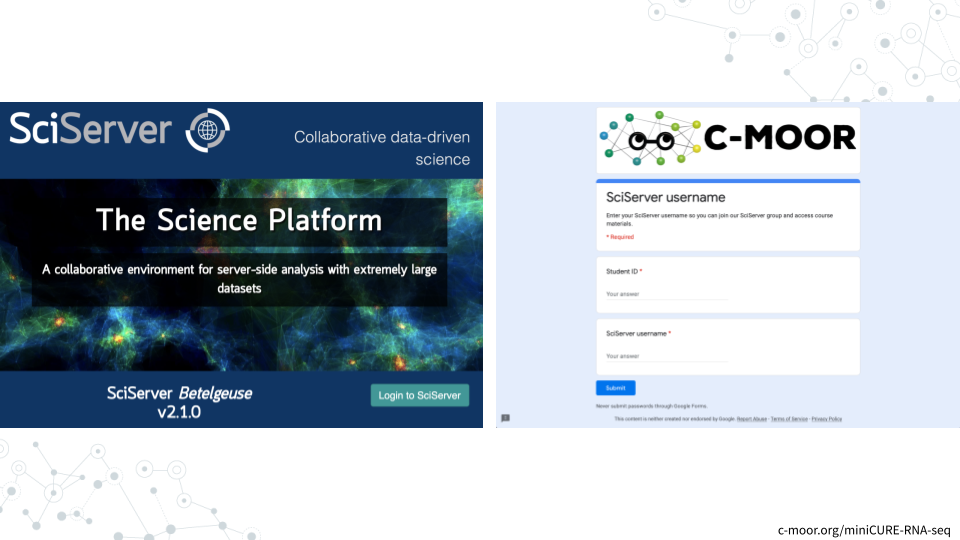 SciServer
Collaborative data-driven
science
The Science Platform
A collaborative environment for server-side analysis with extremely large
datasets
SciServer Betelgeuse
v2.1.0
Login to SciServer
C-MOOR
SciServer username
Enter your SciServer username so you can join our SciServer group and access course
materials.
* Required
Student ID *
Your answer
SciServer username *
Your answer
Submit
Never submit passwords through Google Forms.
This content is neither created nor endorsed by Google. Report Abuse - Terms of Service - Privacy Policy
c-moor.org/miniCURE-RNA-seq